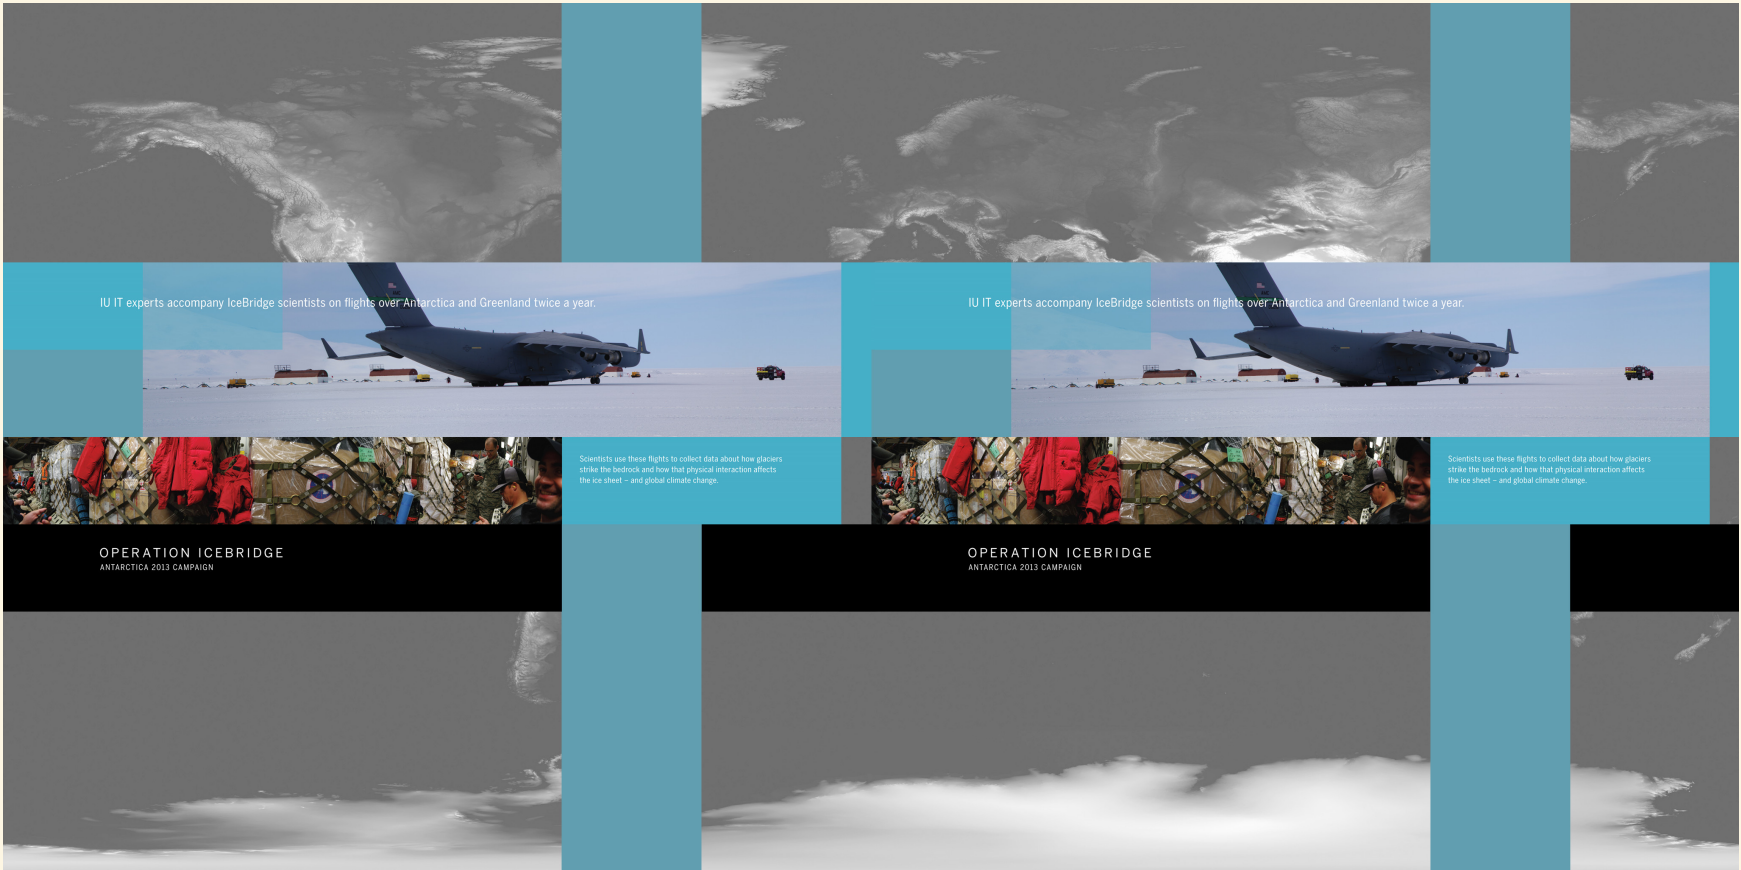 IU IT experts accompany IceBridge scientists on flights over Antarctica and Greenland twice a year.
IU IT experts accompany IceBridge scientists on flights over Antarctica and Greenland twice a year.
Scientists use these flights to collect data about how glaciers
strike the bedrock and how that physical interaction affects
the ice sheet – and global climate change.
Scientists use these flights to collect data about how glaciers
strike the bedrock and how that physical interaction affects
the ice sheet – and global climate change.
OPERATION ICEBRIDGE
ANTARCTICA 2013 CAMPAIGN
OPERATION ICEBRIDGE
ANTARCTICA 2013 CAMPAIGN